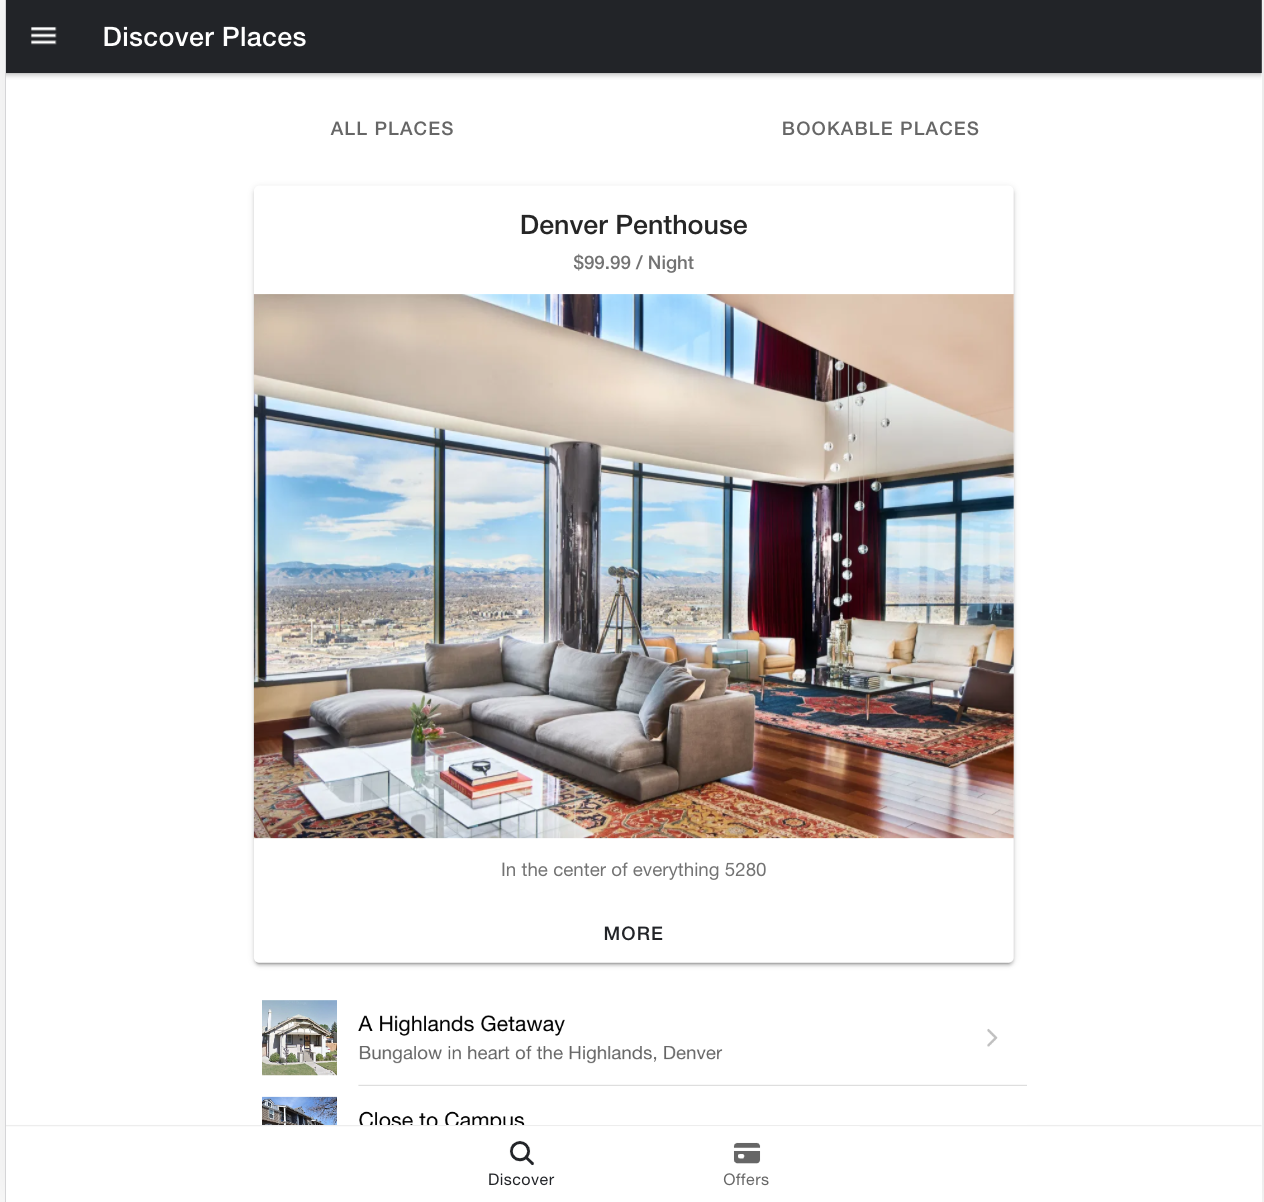 Discover Places
ALL PLACES
BOOKABLE PLACES
Denver Penthouse
$99.99 / Night
In the center of everything 5280
MORE
A Highlands Getaway
Bungalow in heart of the Highlands, Denver
Close to Campus
Discover
Offers